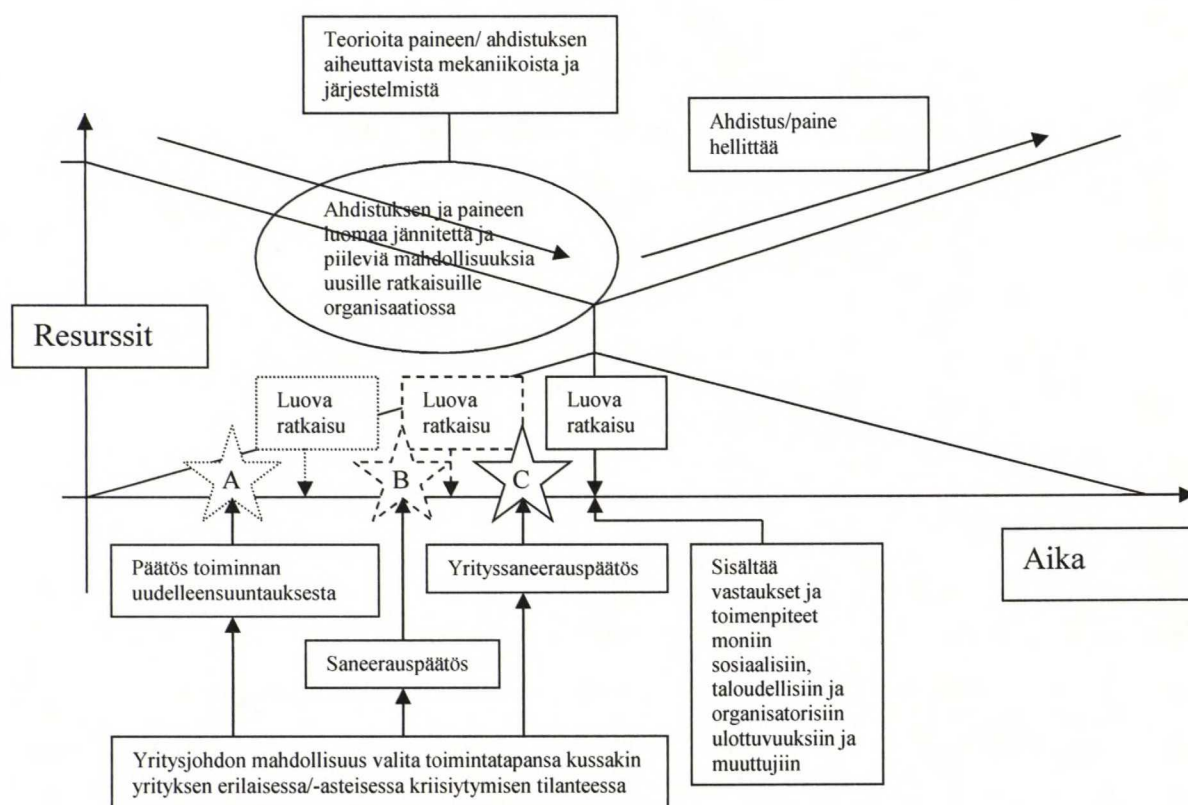 Teorioita paineen/ ahdistuksen
aiheuttavista mekaniikoista ja
järjestelmistä
Ahdistus/paine
hellittää
Ahdistuksen ja paineen
luomaa jännitettä ja
piileviä mahdollisuuksia
uusille ratkaisuille
organisaatiossa
Resurssit
Luova
ratkaisu
Luova
ratkaisu
Luova
ratkaisu
A
B
C
Päätös toiminnan
uudelleensuuntauksesta
Yrityssaneerauspäätös
Saneerauspäätös
Sisältää
vastaukset ja
toimenpiteet
moniin
sosiaalisiin,
taloudellisiin ja
organisatorisiin
ulottuvuuksiin ja
muuttujiin
Aika
Yritysjohdon mahdollisuus valita toimintatapansa kussakin
yrityksen erilaisessa/-asteisessa kriisiytymisen tilanteessa